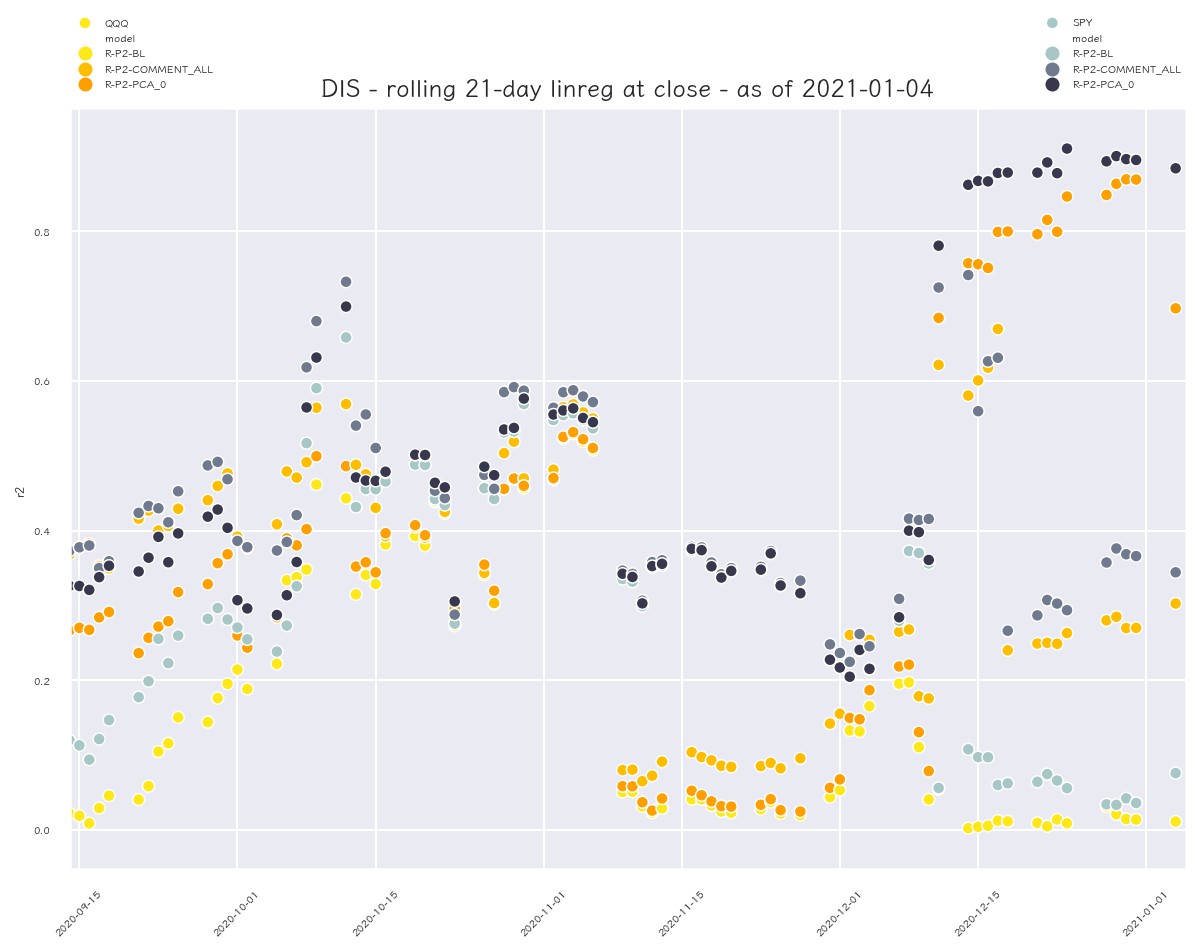 QQQ
model
R-P2-BL
R-P2-COMMENT_ALL
R-P2-PCA_0
SPY
model
R-P2-BL
R-P2-COMMENT_ALL
R-P2-PCA_0
DIS - rolling 21-day linreg at close - as of 2021-01-04
r2
0.8
0.6
0.4
0.2
0.0
2020-09-15
2020-10-01
2020-10-15
2020-11-01
2020-11-15
2020-12-01
2020-12-15
2021-01-01